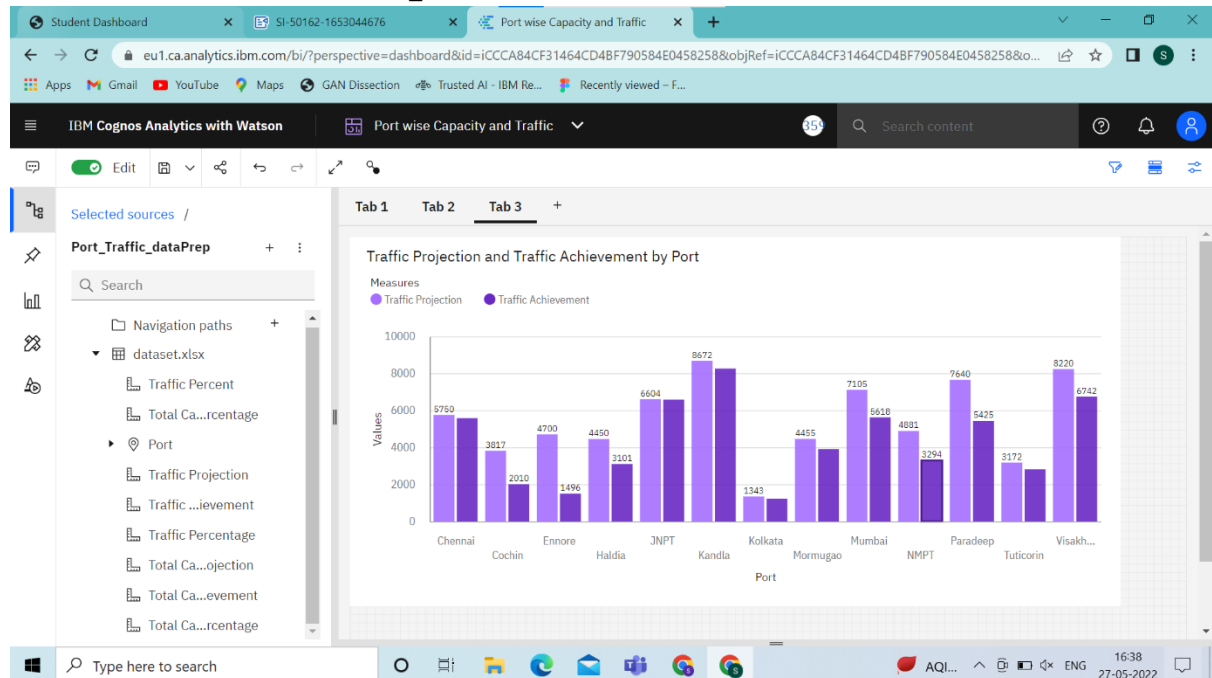 Student Dashboard
SI-50162-1653044676
Port wise Capacity and Traffic
eu1.ca.analytics.ibm.com/bi/?perspective=dashboard&id=iCCCA84CF31464CD4BF790584E0458258&objRef=iCCCA84CF31464CD4BF790584E0458258&o...
S
Apps
Gmail
YouTube
Maps
GAN Dissection
Trusted AI - IBM Re...
Recently viewed – F...
IBM Cognos Analytics with Watson
Port wise Capacity and Traffic
359
Search content
Edit
Selected sources /
Port_Traffic_dataPrep
Search
Navigation paths
dataset.xlsx
Traffic Percent
Total Ca...rcentage
Port
Traffic Projection
Traffic ...ievement
Traffic Percentage
Total Ca...ojection
Total Ca...evement
Total Ca...rcentage
Tab 1 Tab 2 Tab 3 +
Traffic Projection and Traffic Achievement by Port
Measures
Traffic Projection Traffic Achievement
Values
10000
8000
6000
4000
2000
0
5750
3817
2010
4700
1496
4450
3101
6604
8672
1343
4455
7105
5618
4881
3294
7640
5425
3172
8220
6742
Chennai
Cochin
Ennore
Haldia
JNPT
Kandla
Kolkata
Mormugao
Mumbai
NMPT
Paradeep
Tuticorin
Visakh...
Port
Type here to search
AQI...
ENG
16:38
27-05-2022